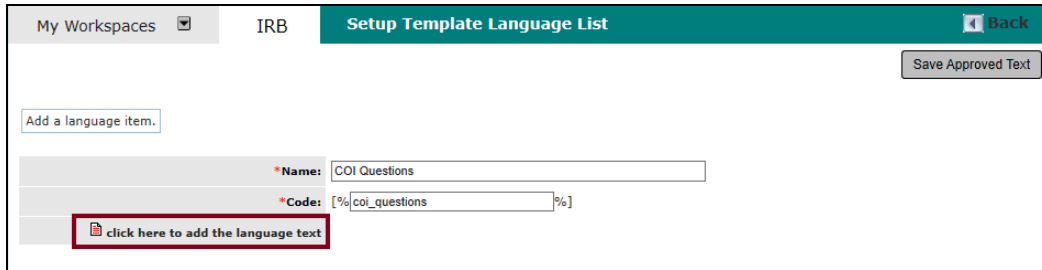 My Workspaces IRB Setup Template Language List Back
Save Approved Text
Add a language item.
*Name: COI Questions
*Code: [%coi_questions%]
click here to add the language text